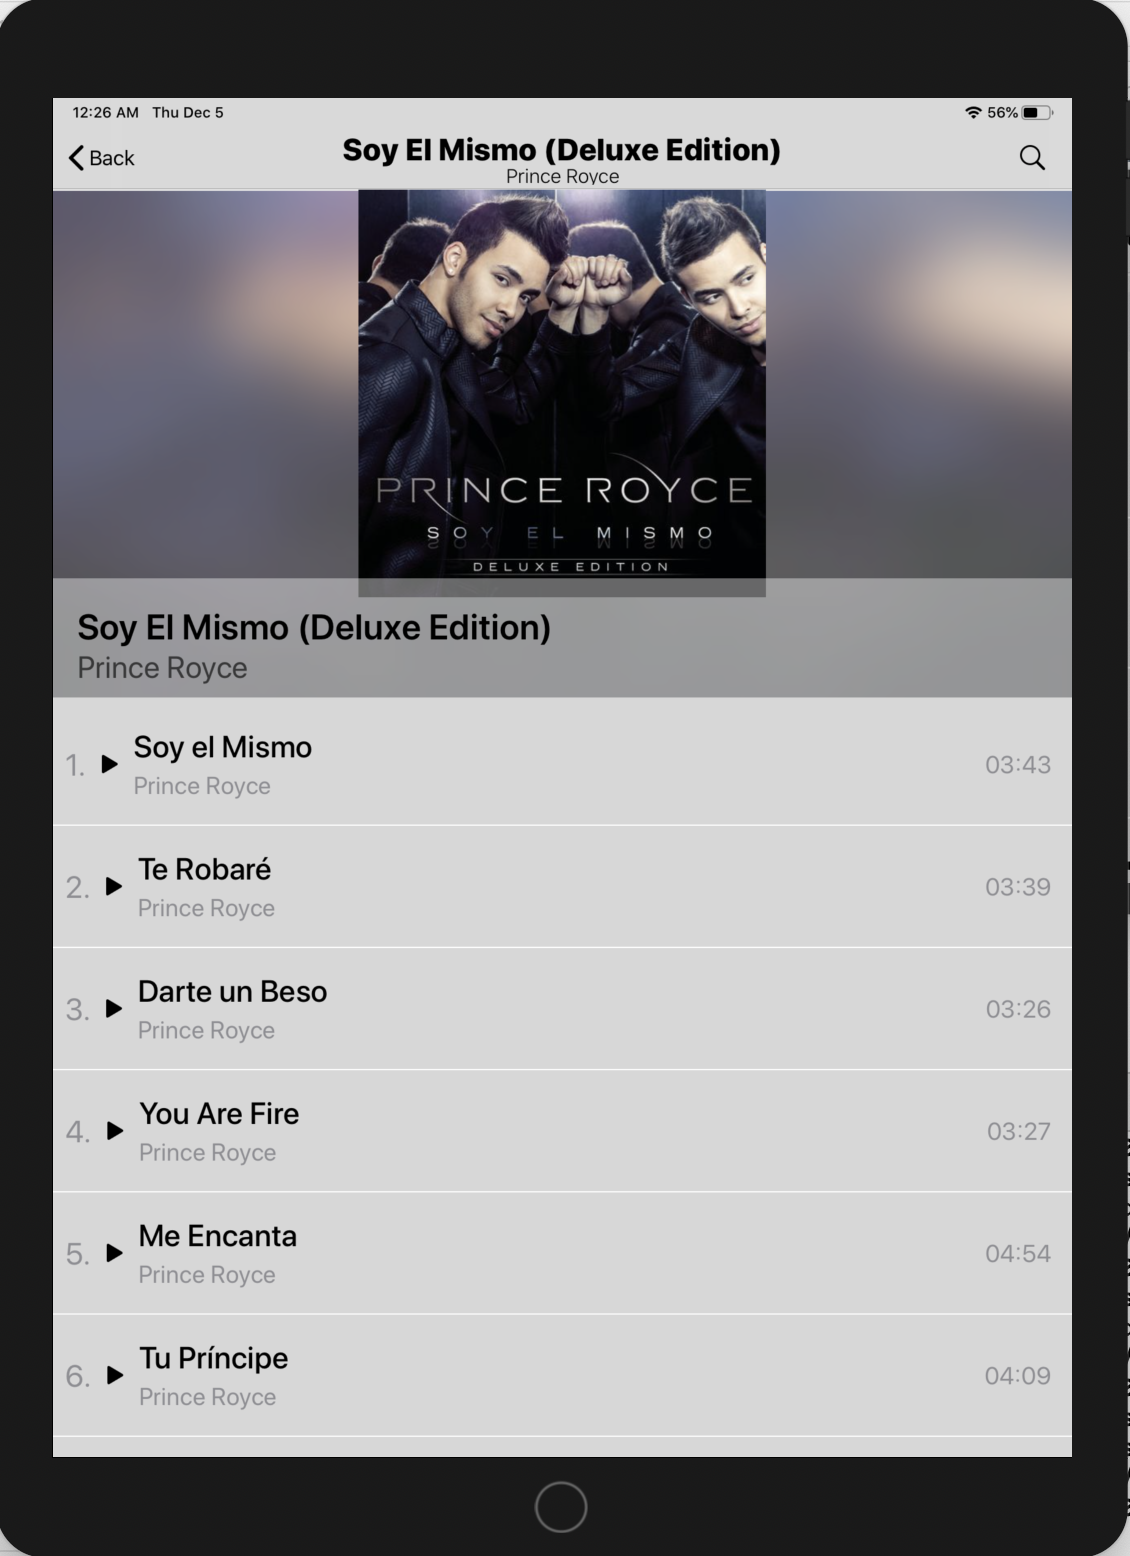 12:26 AM Thu Dec 5 56%
Back
Soy El Mismo (Deluxe Edition)
Prince Royce
PRINCE ROYCE
SOY EL MISMO
DELUXE EDITION
Soy El Mismo (Deluxe Edition)
Prince Royce
1. Soy el Mismo 03:43
Prince Royce
2. Te Robaré 03:39
Prince Royce
3. Darte un Beso 03:26
Prince Royce
4. You Are Fire 03:27
Prince Royce
5. Me Encanta 04:54
Prince Royce
6. Tu Príncipe 04:09
Prince Royce